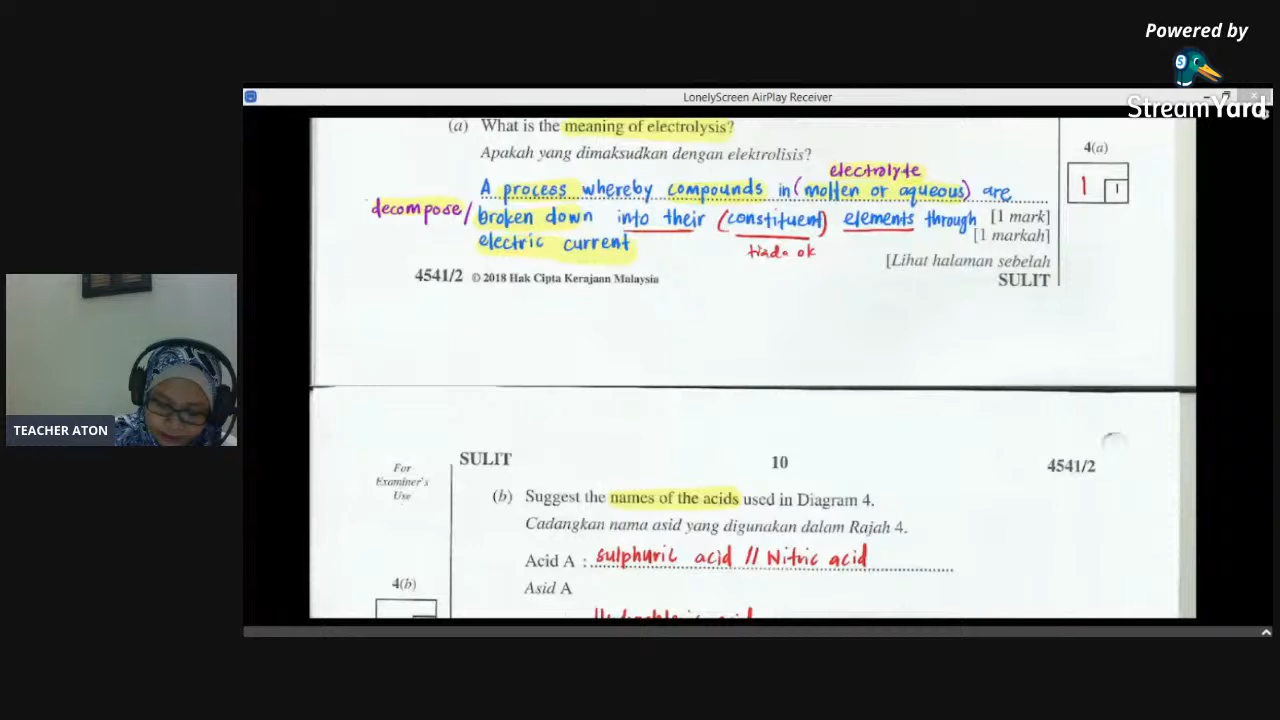 Powered by
S
StreamYard
LonelyScreen AirPlay Receiver
(a) What is the meaning of electrolysis?
Apakah yang dimaksudkan dengan elektrolisis?
electrolyte
A process whereby compounds in (molten or aqueous) are
decompose/ broken down into their (constituent) elements through
electric current
tiada ok
[1 mark]
[1 markah]
4(a)
1
1
[Lihat halaman sebelah
4541/2 © 2018 Hak Cipta Kerajaan Malaysia
SULIT
TEACHER ATON
For
Examiner's
Use
SULIT
10
4541/2
(b) Suggest the names of the acids used in Diagram 4.
Cadangkan nama asid yang digunakan dalam Rajah 4.
Acid A : sulphuric acid // Nitric acid
Asid A
4(b)